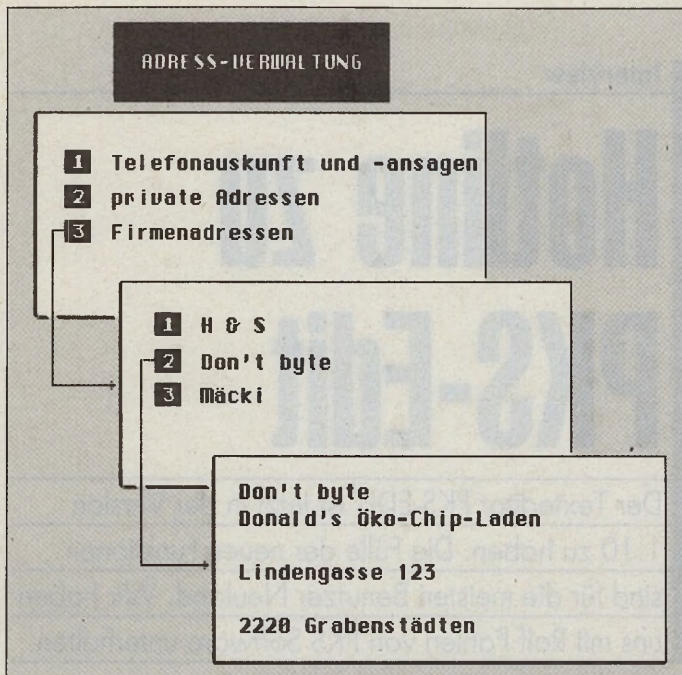 ADRESS-VERWALTUNG
1 Telefonauskunft und -ansagen
2 private Adressen
3 Firmenadressen
1 H & S
2 Don't byte
3 Mäcki
Don't byte
Donald's Öko-Chip-Laden
Lindengasse 123
2220 Grabenstädten